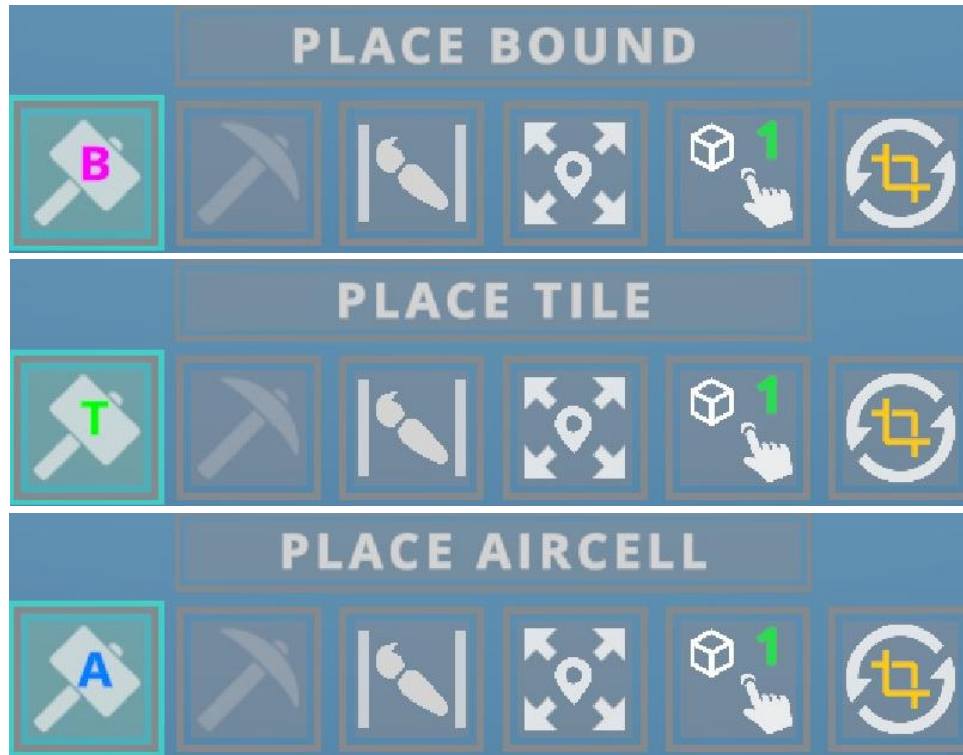 PLACE BOUND
B 1
PLACE TILE
T 1
PLACE AIRCELL
A 1